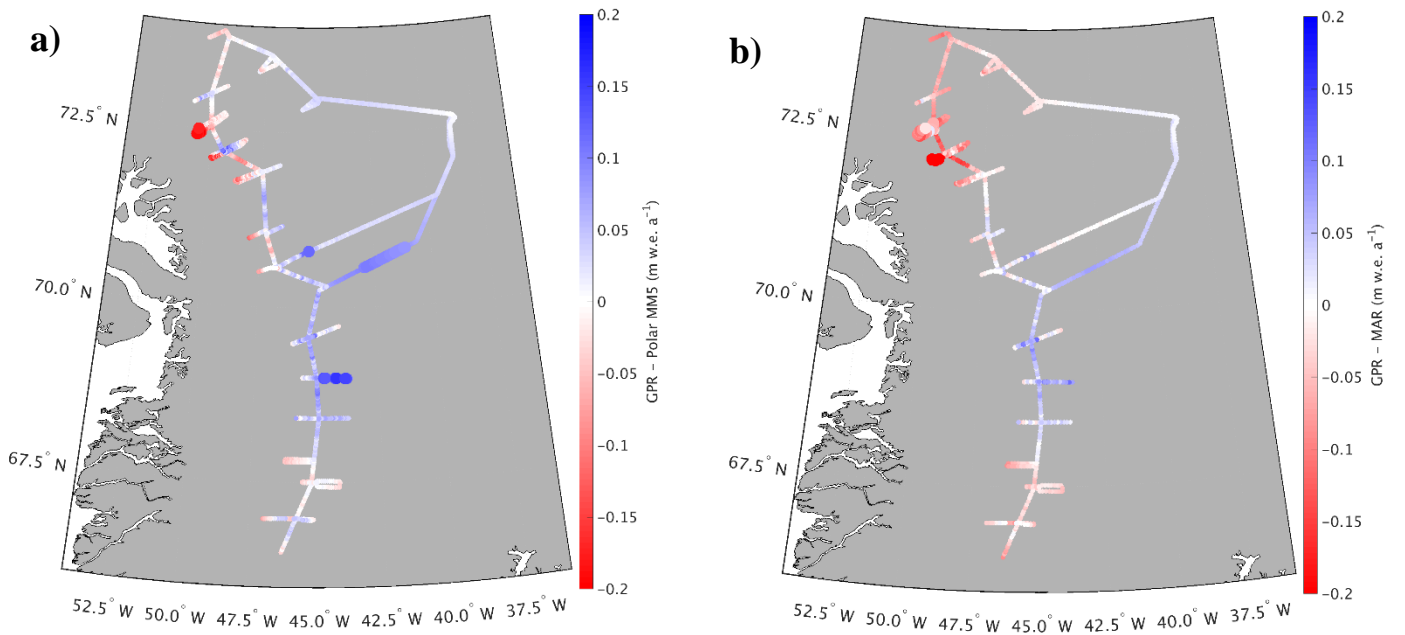 a)
72.5° N
70.0° N
67.5° N
52.5° W 50.0° W 47.5° W 45.0° W 42.5° W 40.0° W 37.5° W
0.2
0.15
0.1
0.05
0
−0.05
−0.1
−0.15
−0.2
GPR − Polar MM5 (m w.e. a⁻¹)
b)
72.5° N
70.0° N
67.5° N
52.5° W 50.0° W 47.5° W 45.0° W 42.5° W 40.0° W 37.5° W
0.2
0.15
0.1
0.05
0
−0.05
−0.1
−0.15
−0.2
GPR − MAR (m w.e. a⁻¹)